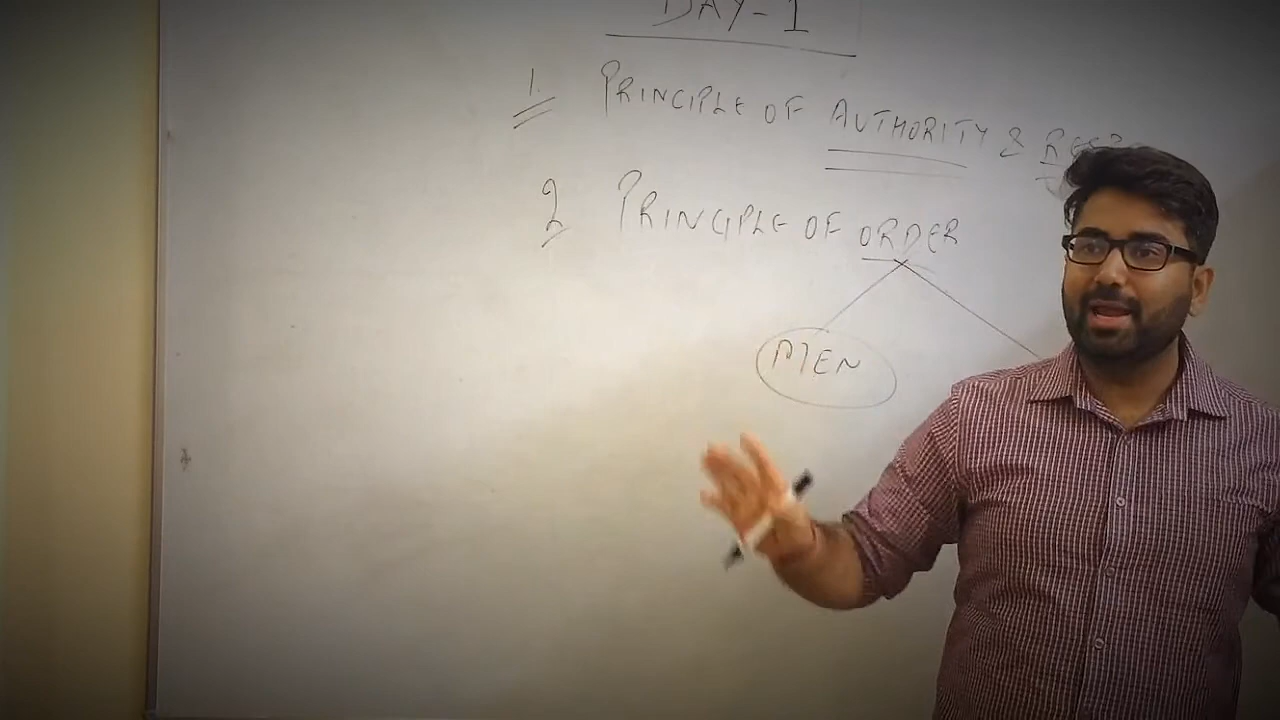 DAY-1
1. PRINCIPLE OF AUTHORITY &
2 PRINCIPLE OF ORDER
MEN